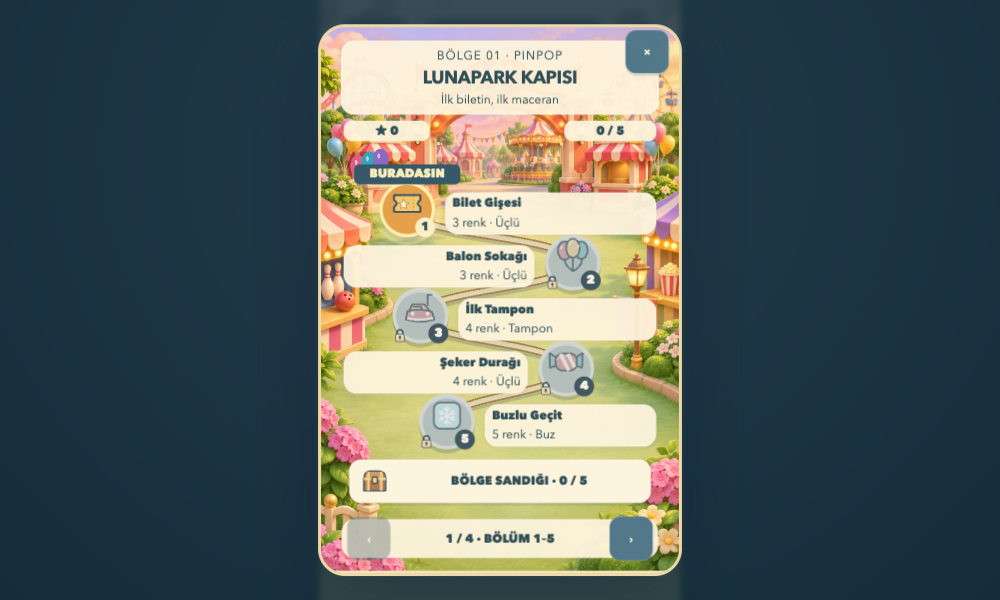 BÖLGE 01 · PINPOP
LUNAPARK KAPISI
İlk biletin, ilk maceran
×
★ 0
0 / 5
BURADASIN
1
Bilet Gişesi
3 renk · Üçlü
Balon Sokağı
3 renk · Üçlü
2
3
İlk Tampon
4 renk · Tampon
Şeker Durağı
4 renk · Üçlü
4
5
Buzlu Geçit
5 renk · Buz
BÖLGE SANDIĞI · 0 / 5
‹
1 / 4 · BÖLÜM 1-5
›